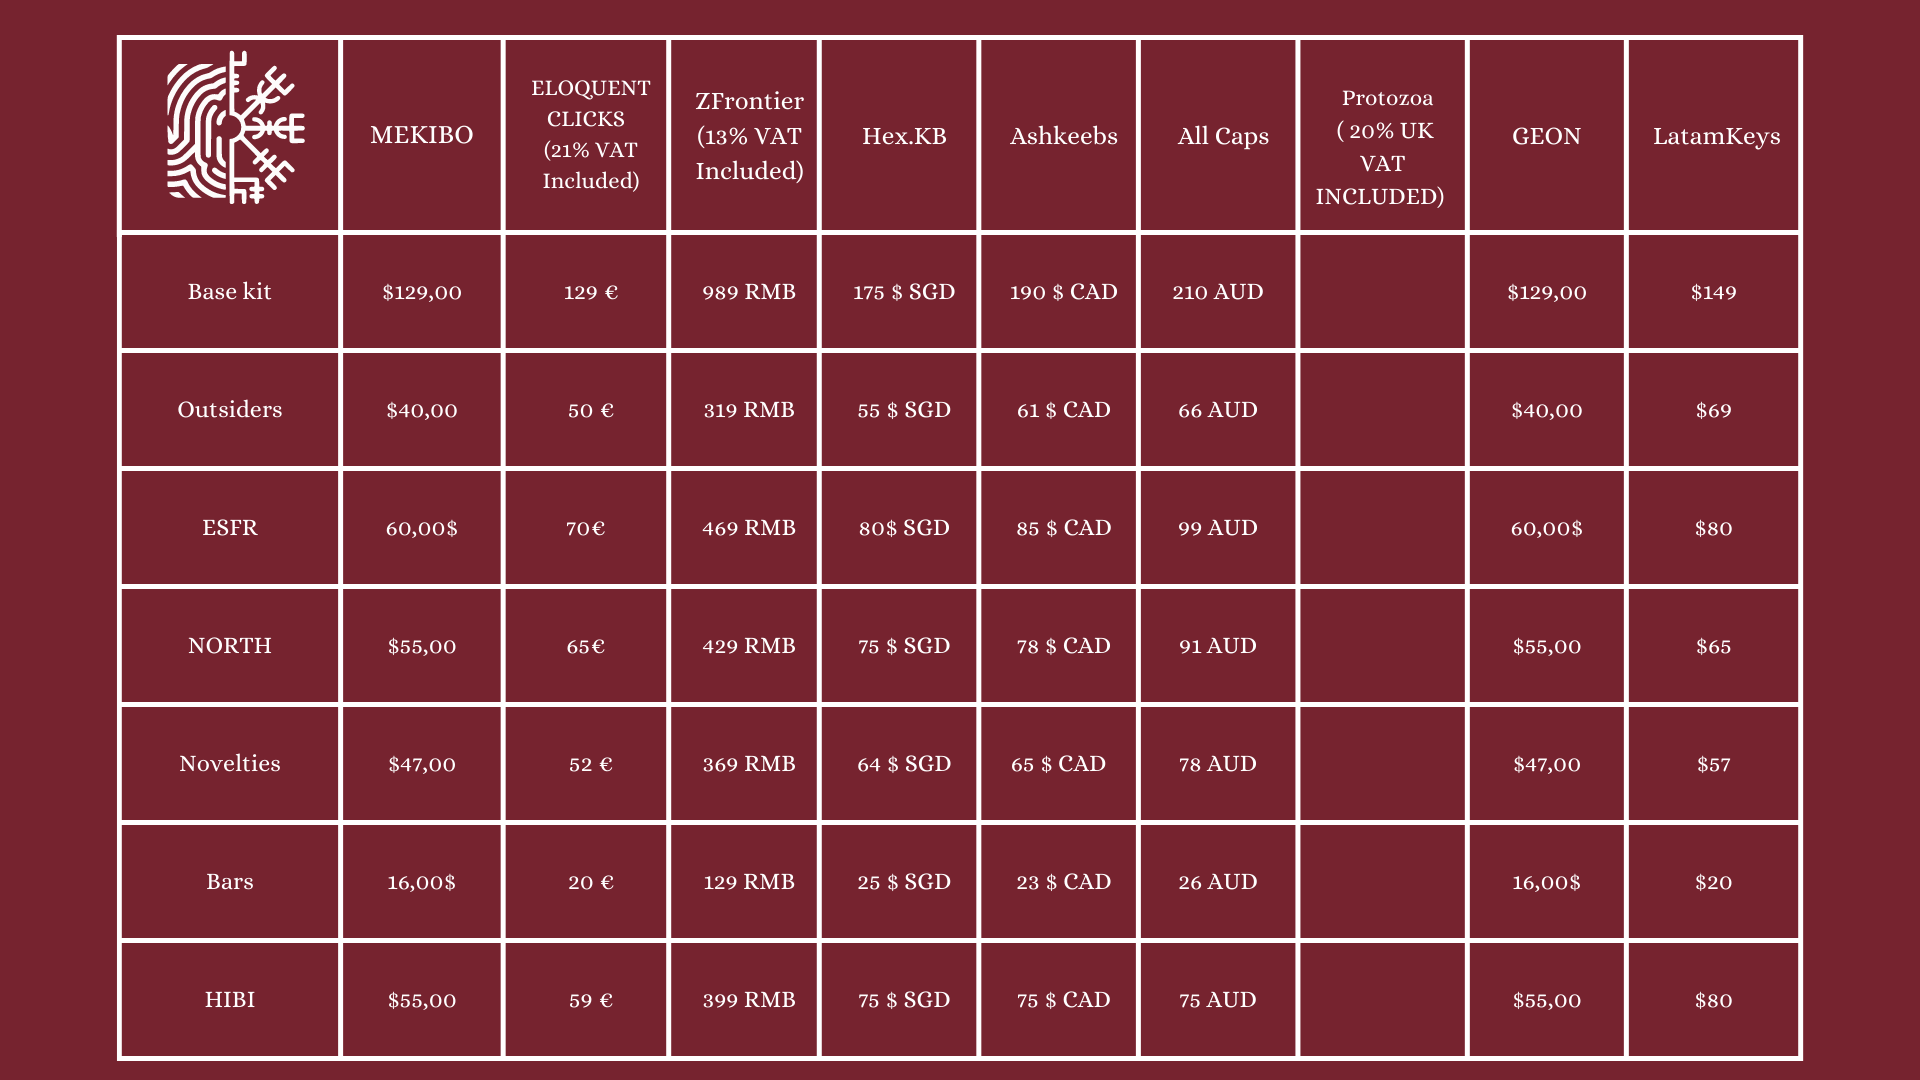 MEKIBO
ELOQUENT
CLICKS
(21% VAT
Included)
ZFrontier
(13% VAT
Included)
Hex.KB
Ashkeebs
All Caps
Protozoa
( 20% UK
VAT
INCLUDED)
GEON
LatamKeys
Base kit
$129,00
129 €
989 RMB
175 $ SGD
190 $ CAD
210 AUD
$129,00
$149
Outsiders
$40,00
50 €
319 RMB
55 $ SGD
61 $ CAD
66 AUD
$40,00
$69
ESFR
60,00$
70€
469 RMB
80$ SGD
85 $ CAD
99 AUD
60,00$
$80
NORTH
$55,00
65€
429 RMB
75 $ SGD
78 $ CAD
91 AUD
$55,00
$65
Novelties
$47,00
52 €
369 RMB
64 $ SGD
65 $ CAD
78 AUD
$47,00
$57
Bars
16,00$
20 €
129 RMB
25 $ SGD
23 $ CAD
26 AUD
16,00$
$20
HIBI
$55,00
59 €
399 RMB
75 $ SGD
75 $ CAD
75 AUD
$55,00
$80